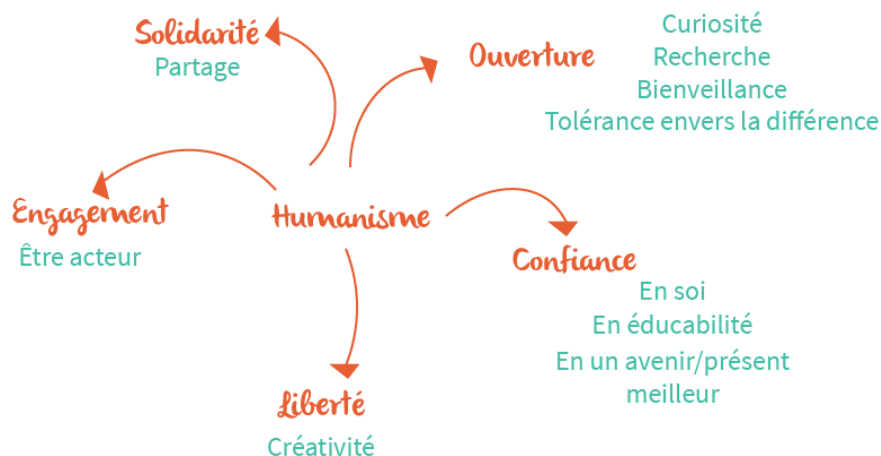 Solidarité
Partage
Ouverture
Curiosité
Recherche
Bienveillance
Tolérance envers la différence
Engagement
Être acteur
Humanisme
Confiance
En soi
En éducabilité
En un avenir/présent
meilleur
Liberté
Créativité